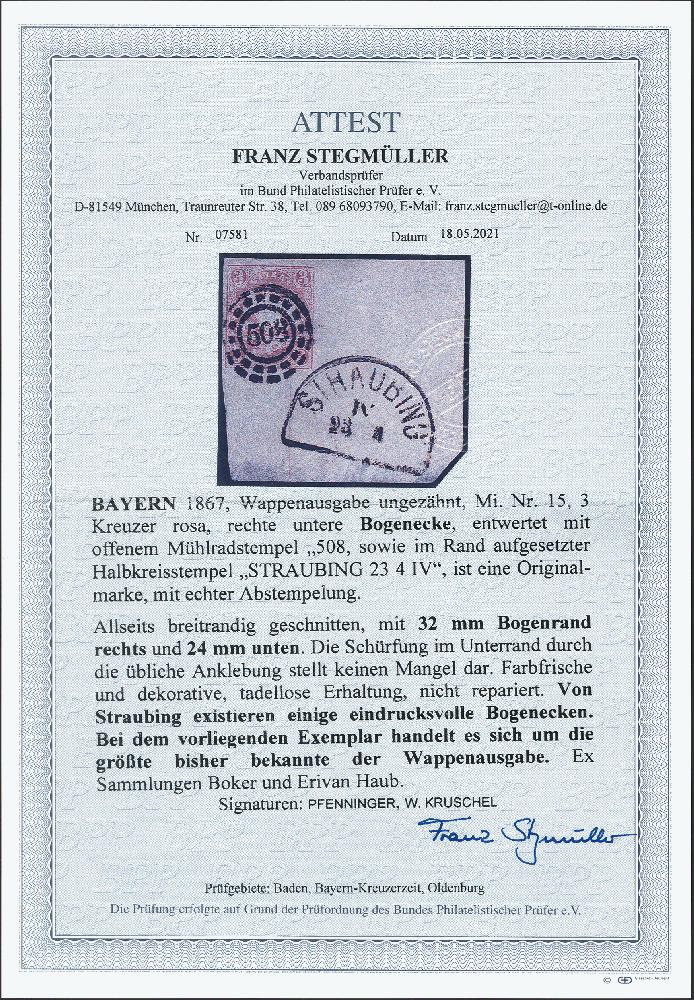 ATTEST
FRANZ STEGMÜLLER
Verbandsprüfer
im Bund Philatelistischer Prüfer e. V.
D-81549 München, Traunreuter Str. 38, Tel. 089 68093790, E-Mail: franz.stegmueller@t-online.de
Nr. 07581 Datum 18.05.2021
3 3
508
STRAUBING
IV
23 4
BAYERN 1867, Wappenausgabe ungezähnt, Mi. Nr. 15, 3
Kreuzer rosa, rechte untere Bogenecke, entwertet mit
offenem Mühlradstempel „508, sowie im Rand aufgesetzter
Halbkreisstempel „STRAUBING 23 4 IV“, ist eine Original-
marke, mit echter Abstempelung.
Allseits breitrandig geschnitten, mit 32 mm Bogenrand
rechts und 24 mm unten. Die Schürfung im Unterrand durch
die übliche Anklebung stellt keinen Mangel dar. Farbfrische
und dekorative, tadellose Erhaltung, nicht repariert. Von
Straubing existieren einige eindrucksvolle Bogenecken.
Bei dem vorliegenden Exemplar handelt es sich um die
größte bisher bekannte der Wappenausgabe. Ex
Sammlungen Boker und Erivan Haub.
Signaturen: PFENNINGER, W. KRUSCHEL
Franz Stegmüller
Prüfgebiete: Baden, Bayern-Kreuzerzeit, Oldenburg
Die Prüfung erfolgte auf Grund der Prüfordnung des Bundes Philatelistischer Prüfer e.V.